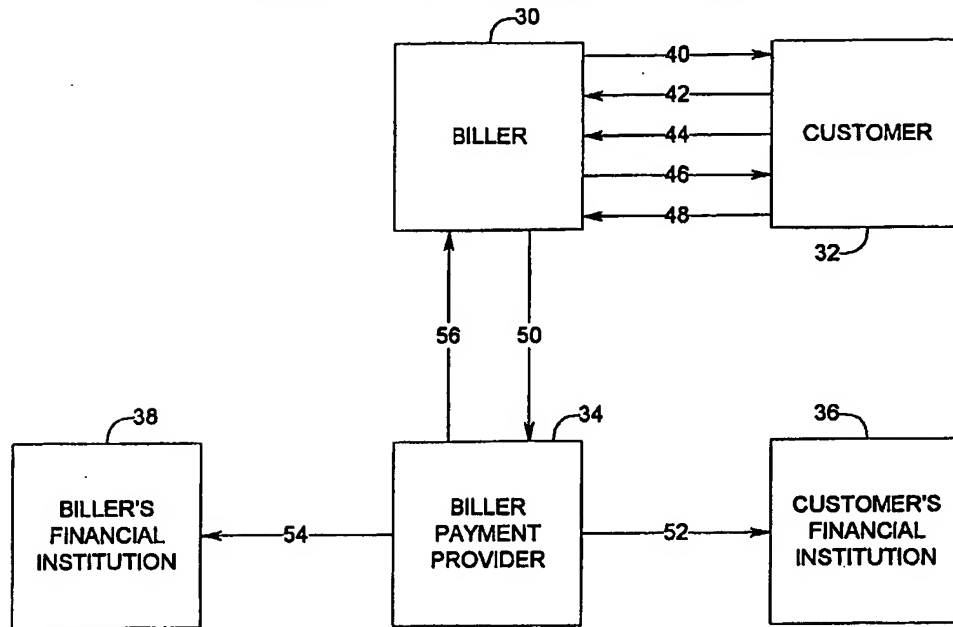 30
BILLER
40
42
44
46
48
CUSTOMER
32
56
50
38
BILLER'S
FINANCIAL
INSTITUTION
54
34
BILLER
PAYMENT
PROVIDER
52
36
CUSTOMER'S
FINANCIAL
INSTITUTION